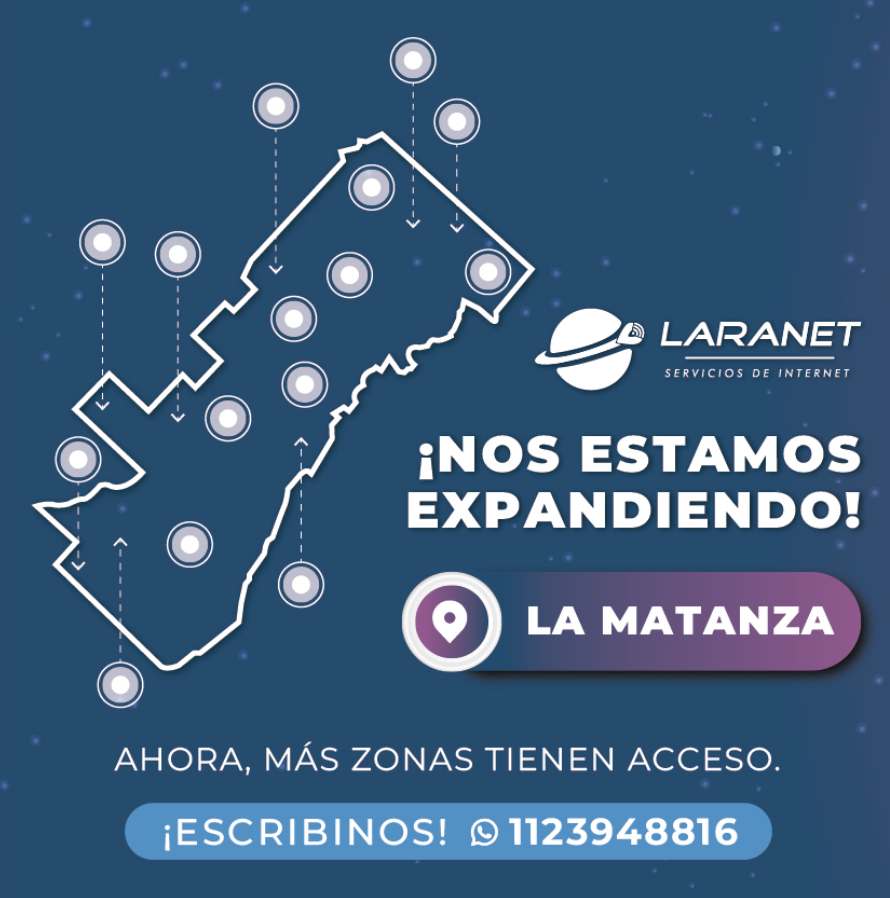 LARANET
SERVICIOS DE INTERNET
¡NOS ESTAMOS
EXPANDIENDO!
LA MATANZA
AHORA, MÁS ZONAS TIENEN ACCESO.
¡ESCRIBINOS! 1123948816